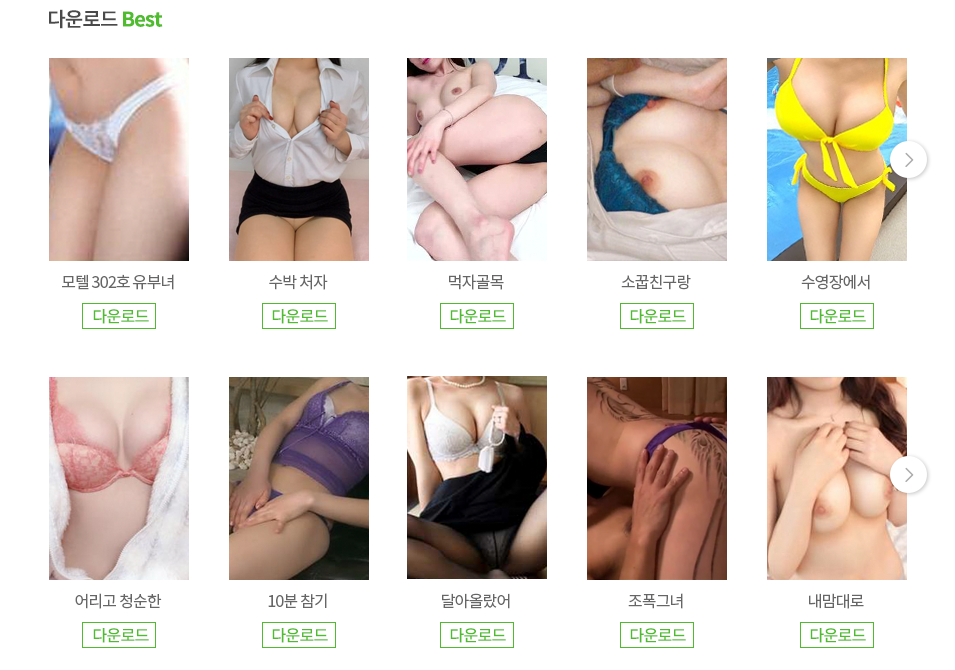 다운로드 Best
모텔 302호 유부녀
수박 처자
먹자골목
소꿉친구랑
수영장에서
다운로드
다운로드
다운로드
다운로드
다운로드
어리고 청순한
10분 참기
달아올랐어
조폭그녀
내맘대로
다운로드
다운로드
다운로드
다운로드
다운로드